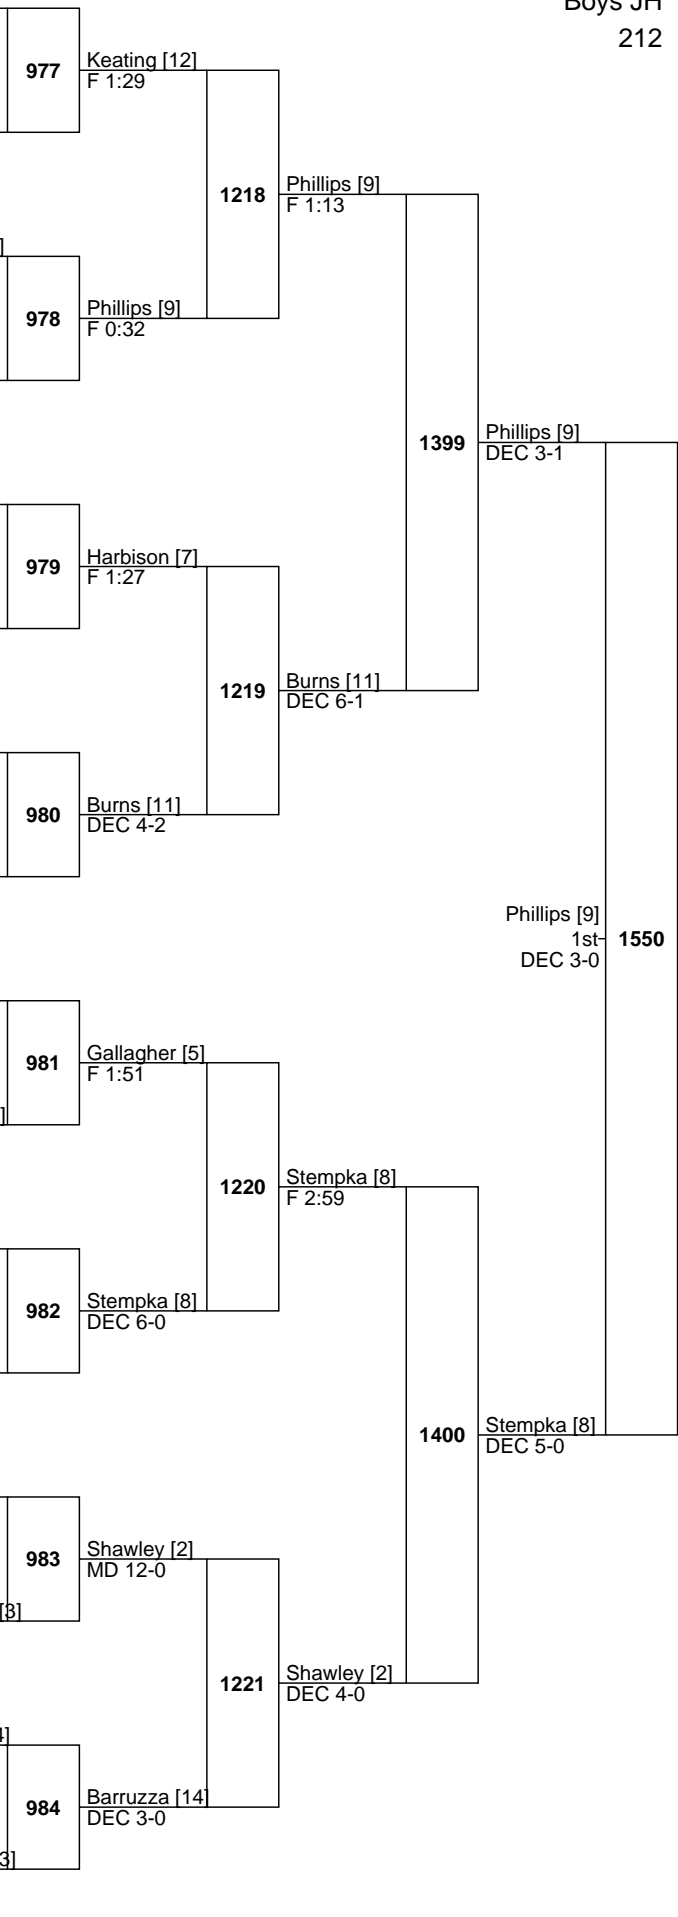 Boys JH
212
977
Keating [12]
F 1:29
1218
Phillips [9]
F 1:13
]
978
Phillips [9]
F 0:32
1399
Phillips [9]
DEC 3-1
979
Harbison [7]
F 1:27
1219
Burns [11]
DEC 6-1
980
Burns [11]
DEC 4-2
Phillips [9]
1st
DEC 3-0
1550
981
Gallagher [5]
F 1:51
]
1220
Stempka [8]
F 2:59
982
Stempka [8]
DEC 6-0
1400
Stempka [8]
DEC 5-0
983
Shawley [2]
MD 12-0
[3]
1221
Shawley [2]
DEC 4-0
4]
984
Barruzza [14]
DEC 3-0
3]